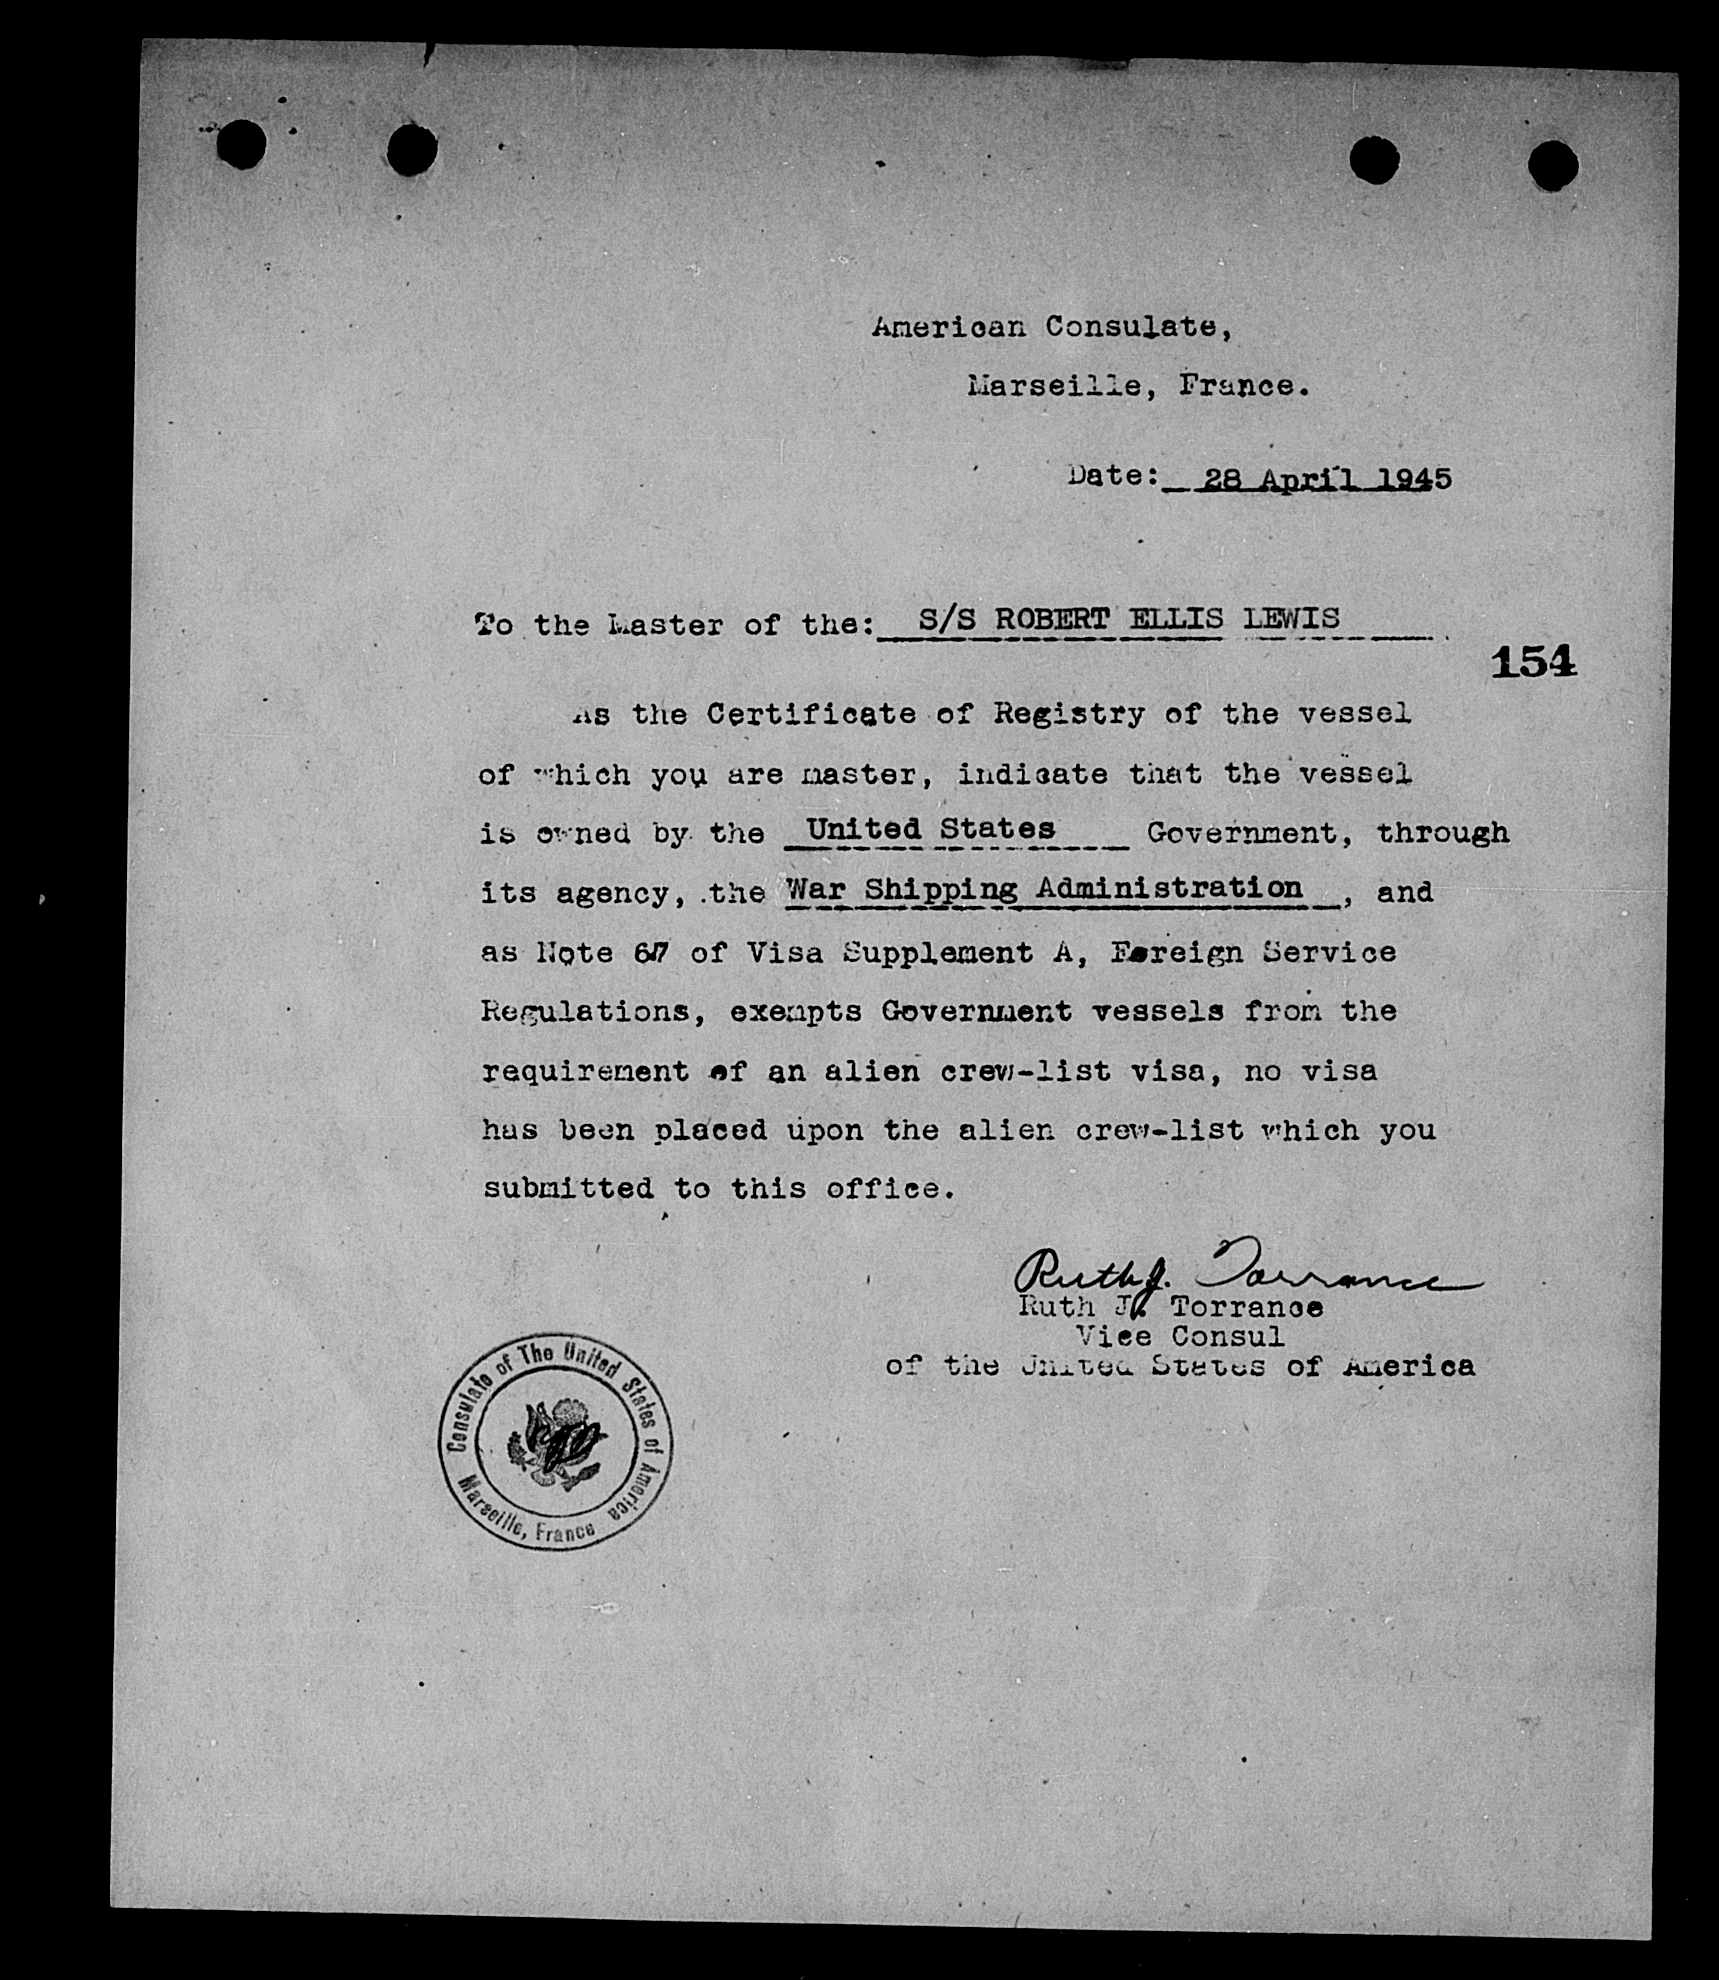 American Consulate,
Marseille, France.
Date: 28 April 1945
To the Master of the: S/S ROBERT ELLIS LEWIS
154
As the Certificate of Registry of the vessel
of which you are master, indicate that the vessel
is owned by the United States Government, through
its agency, the War Shipping Administration, and
as Note 67 of Visa Supplement A, Foreign Service
Regulations, exempts Government vessels from the
requirement of an alien crew-list visa, no visa
has been placed upon the alien crew-list which you
submitted to this office.
Ruth J. Torrance
Ruth J. Torrance
Vice Consul
of the United States of America
Consulate of The United States of America
Marseille, France